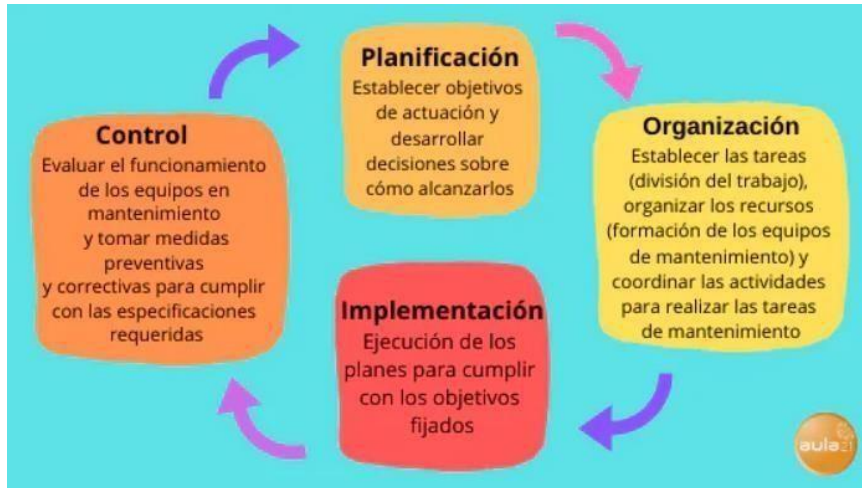 Planificación
Establecer objetivos
de actuación y
desarrollar
decisiones sobre
cómo alcanzarlos
Organización
Establecer las tareas
(división del trabajo),
organizar los recursos
(formación de los equipos
de mantenimiento) y
coordinar las actividades
para realizar las tareas
de mantenimiento
Implementación
Ejecución de los
planes para cumplir
con los objetivos
fijados
Control
Evaluar el funcionamiento
de los equipos en
mantenimiento
y tomar medidas
preventivas
y correctivas para cumplir
con las especificaciones
requeridas
aula21